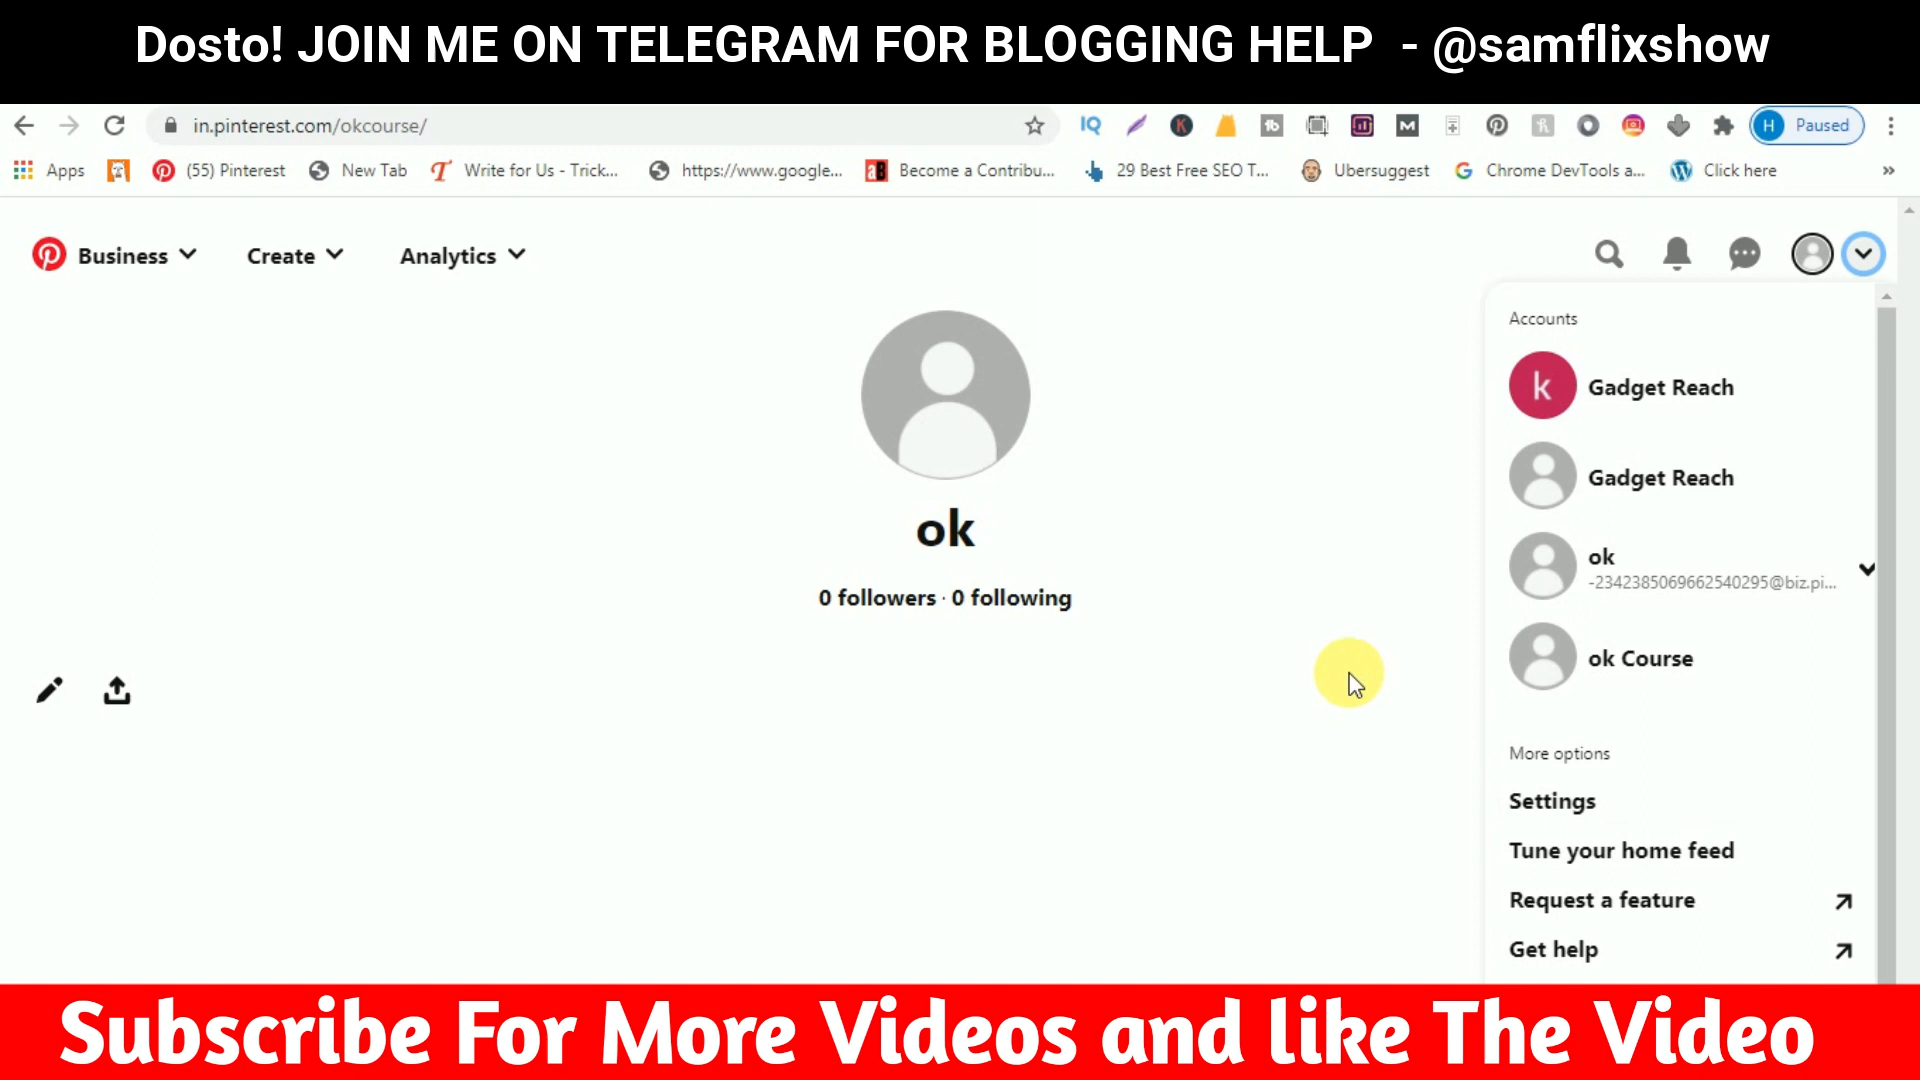 Dosto! JOIN ME ON TELEGRAM FOR BLOGGING HELP - @samflixshow
in.pinterest.com/okcourse/
IQ
K
fb
M
H Paused
Apps
(55) Pinterest
New Tab
Write for Us - Trick...
https://www.google...
Become a Contribu...
29 Best Free SEO T...
Ubersuggest
Chrome DevTools a...
Click here
»
Business
Create
Analytics
ok
0 followers · 0 following
Accounts
k Gadget Reach
Gadget Reach
ok
-2342385069662540295@biz.pi...
ok Course
More options
Settings
Tune your home feed
Request a feature
Get help
Subscribe For More Videos and like The Video